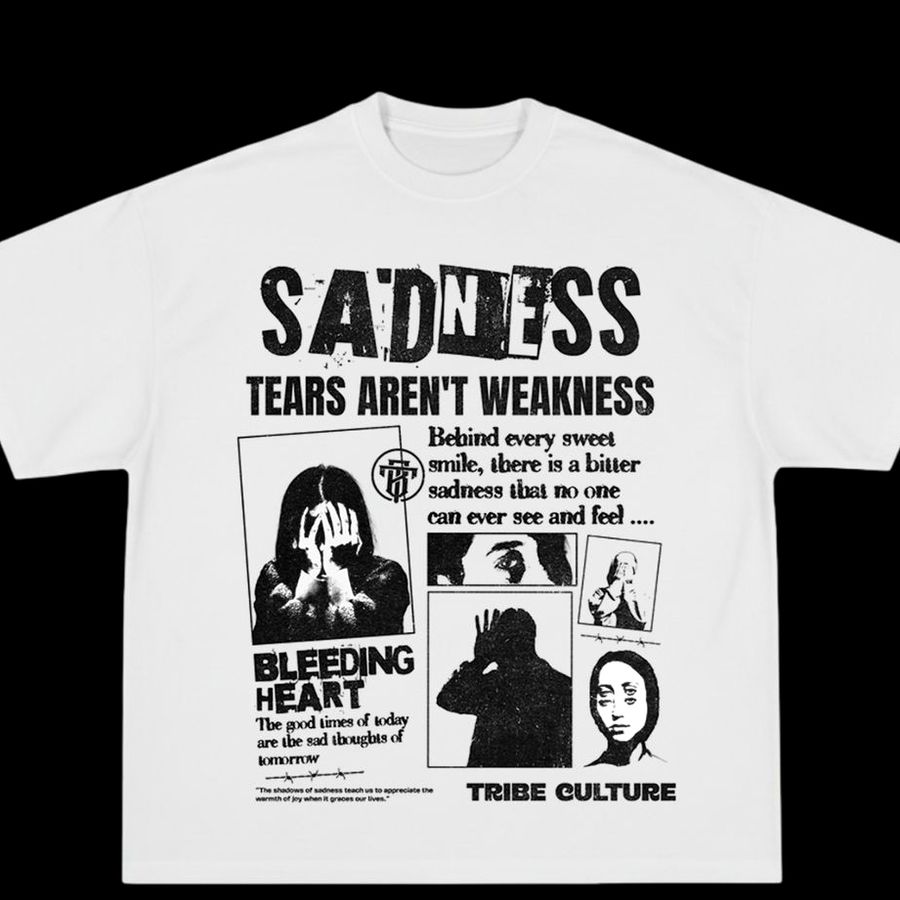 SADNESS
TEARS AREN'T WEAKNESS
Behind every sweet
smile, there is a bitter
sadness that no one
can ever see and feel ....
BLEEDING
HEART
The good times of today
are the sad thoughts of
tomorrow
"The shadows of sadness teach us to appreciate the
warmth of joy when it graces our lives."
TRIBE CULTURE